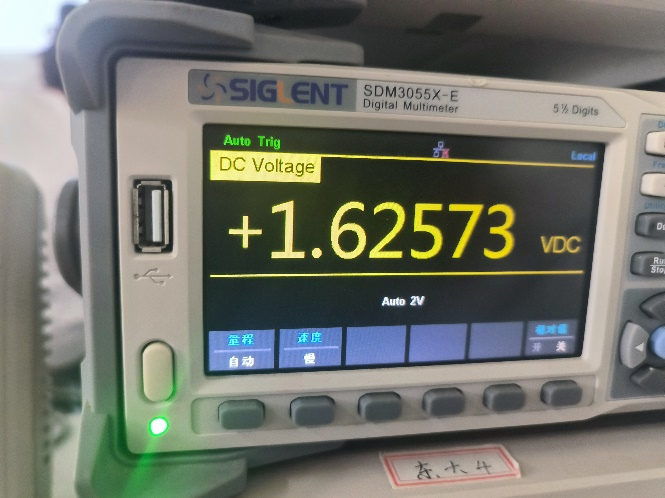 SIGLENT
SDM3055X-E
Digital Multimeter
5½ Digits
Auto Trig
Local
DC Voltage
+1.62573 VDC
Auto 2V
量程 速度 相对值
自动 慢 开 关